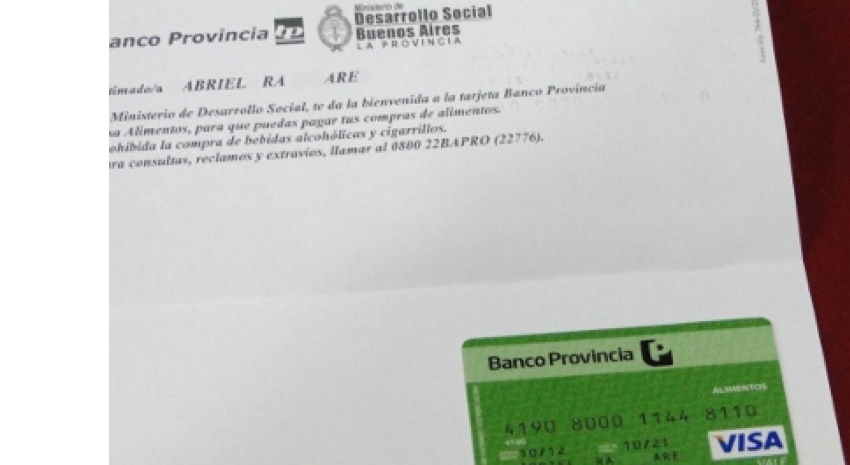 anco Provincia
Ministerio de
Desarrollo Social
Buenos Aires
LA PROVINCIA
timado/a ABRIEL RA ARE
Ministerio de Desarrollo Social, te da la bienvenida a la tarjeta Banco Provincia
a Alimentos, para que puedas pagar tus compras de alimentos.
ohibida la compra de bebidas alcohólicas y cigarrillos.
ra consultas, reclamos y extravíos, llamar al 0800 22BAPRO (22776).
Banco Provincia
ALIMENTOS
4190 8000 1144 8110
4190
10/12 10/21
RA ARE
VISA